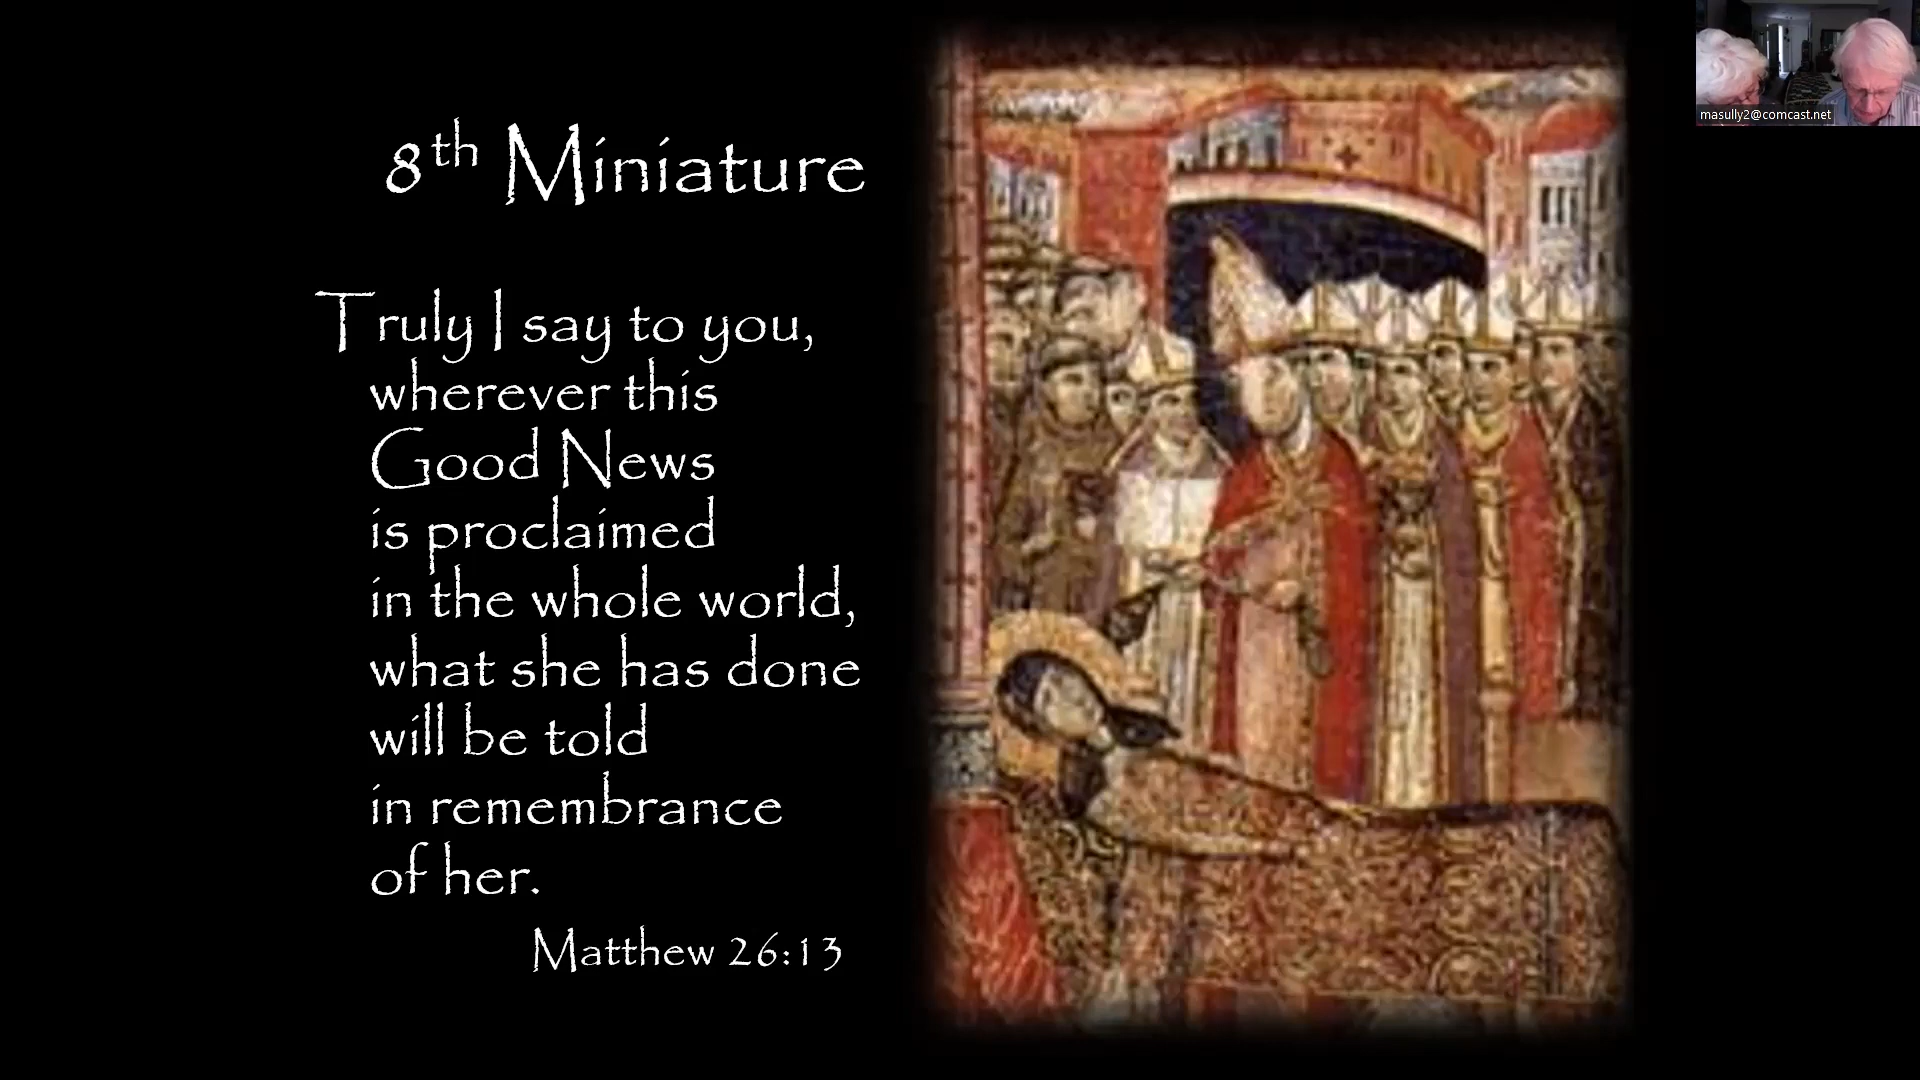 8th Miniature
Truly I say to you,
wherever this
Good News
is proclaimed
in the whole world,
what she has done
will be told
in remembrance
of her.
Matthew 26:13
masully2@comcast.net